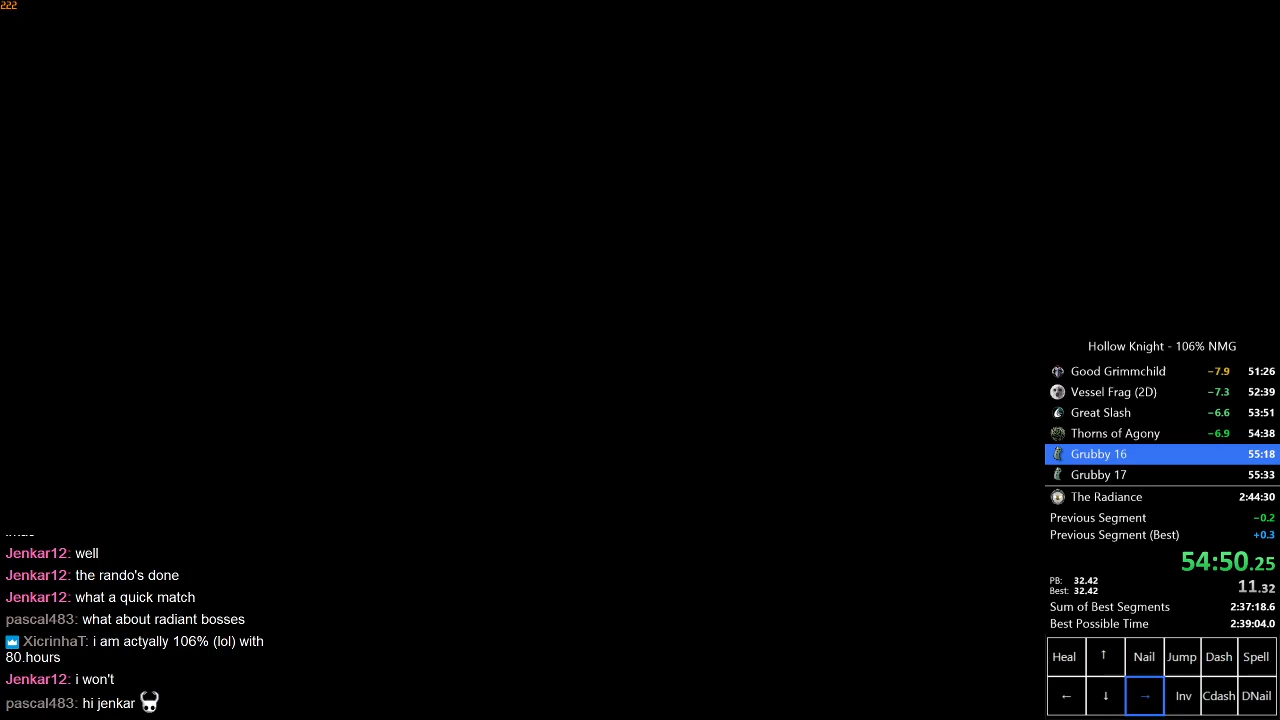 222
Hollow Knight - 106% NMG
Good Grimmchild −7.9 51:26
Vessel Frag (2D) −7.3 52:39
Great Slash −6.6 53:51
Thorns of Agony −6.9 54:38
Grubby 16 55:18
Grubby 17 55:33
The Radiance 2:44:30
Previous Segment −0.2
Previous Segment (Best) +0.3
54:50.25
PB: 32.42
Best: 32.42
11.32
Sum of Best Segments 2:37:18.6
Best Possible Time 2:39:04.0
Heal ↑ Nail Jump Dash Spell
← ↓ → Inv Cdash DNail
Jenkar12: well
Jenkar12: the rando's done
Jenkar12: what a quick match
pascal483: what about radiant bosses
XicrinhaT: i am actyally 106% (lol) with
80.hours
Jenkar12: i won't
pascal483: hi jenkar